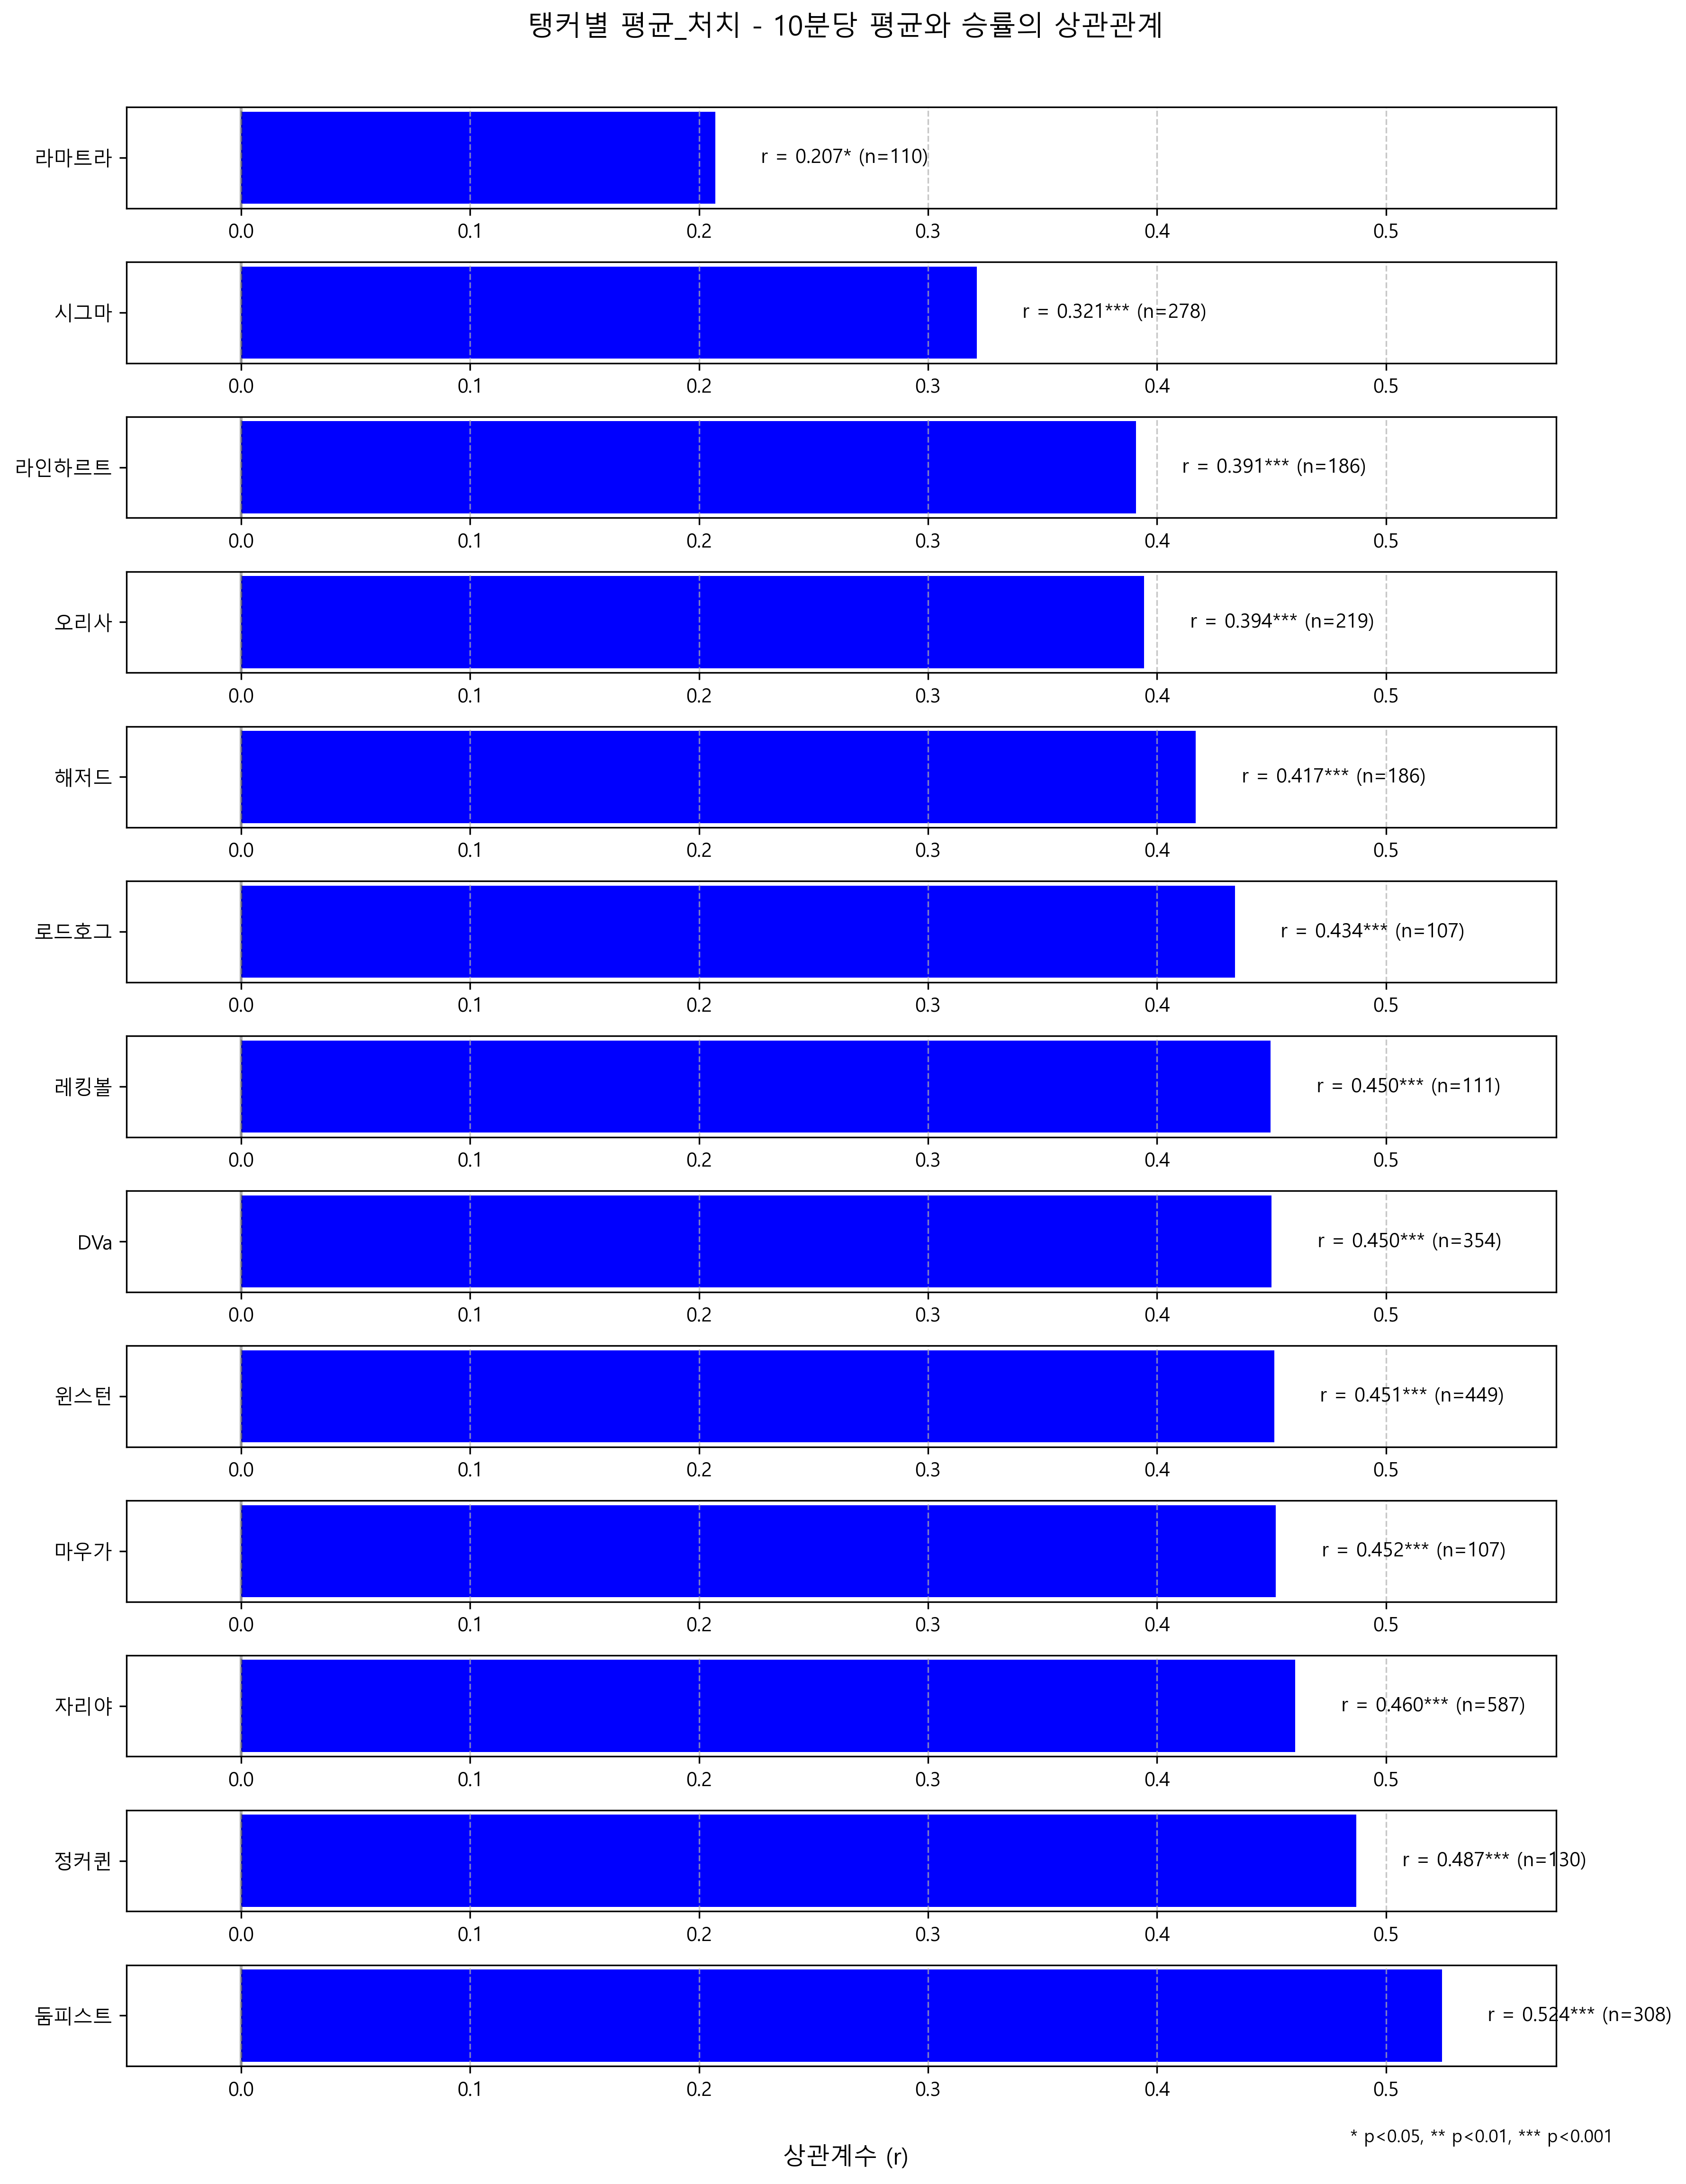 탱커별 평균_처치 - 10분당 평균와 승률의 상관관계
라마트라
r = 0.207* (n=110)
0.0 0.1 0.2 0.3 0.4 0.5
시그마
r = 0.321*** (n=278)
0.0 0.1 0.2 0.3 0.4 0.5
라인하르트
r = 0.391*** (n=186)
0.0 0.1 0.2 0.3 0.4 0.5
오리사
r = 0.394*** (n=219)
0.0 0.1 0.2 0.3 0.4 0.5
해저드
r = 0.417*** (n=186)
0.0 0.1 0.2 0.3 0.4 0.5
로드호그
r = 0.434*** (n=107)
0.0 0.1 0.2 0.3 0.4 0.5
레킹볼
r = 0.450*** (n=111)
0.0 0.1 0.2 0.3 0.4 0.5
DVa
r = 0.450*** (n=354)
0.0 0.1 0.2 0.3 0.4 0.5
윈스턴
r = 0.451*** (n=449)
0.0 0.1 0.2 0.3 0.4 0.5
마우가
r = 0.452*** (n=107)
0.0 0.1 0.2 0.3 0.4 0.5
자리야
r = 0.460*** (n=587)
0.0 0.1 0.2 0.3 0.4 0.5
정커퀸
r = 0.487*** (n=130)
0.0 0.1 0.2 0.3 0.4 0.5
둠피스트
r = 0.524*** (n=308)
0.0 0.1 0.2 0.3 0.4 0.5
* p<0.05, ** p<0.01, *** p<0.001
상관계수 (r)